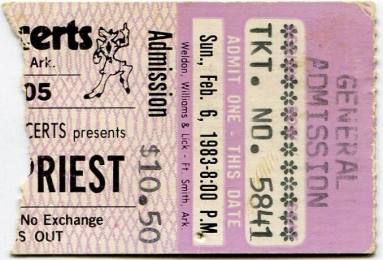 certs
Ark.
05
CERTS presents
PRIEST
No Exchange
S OUT
Admission
$10.50
Weldon, Williams & Lick - Ft Smith, Ark
Sun., Feb. 6, 1983-8:00 P.M.
ADMIT ONE - THIS DATE
TKT. NO. 5841
GENERAL
ADMISSION